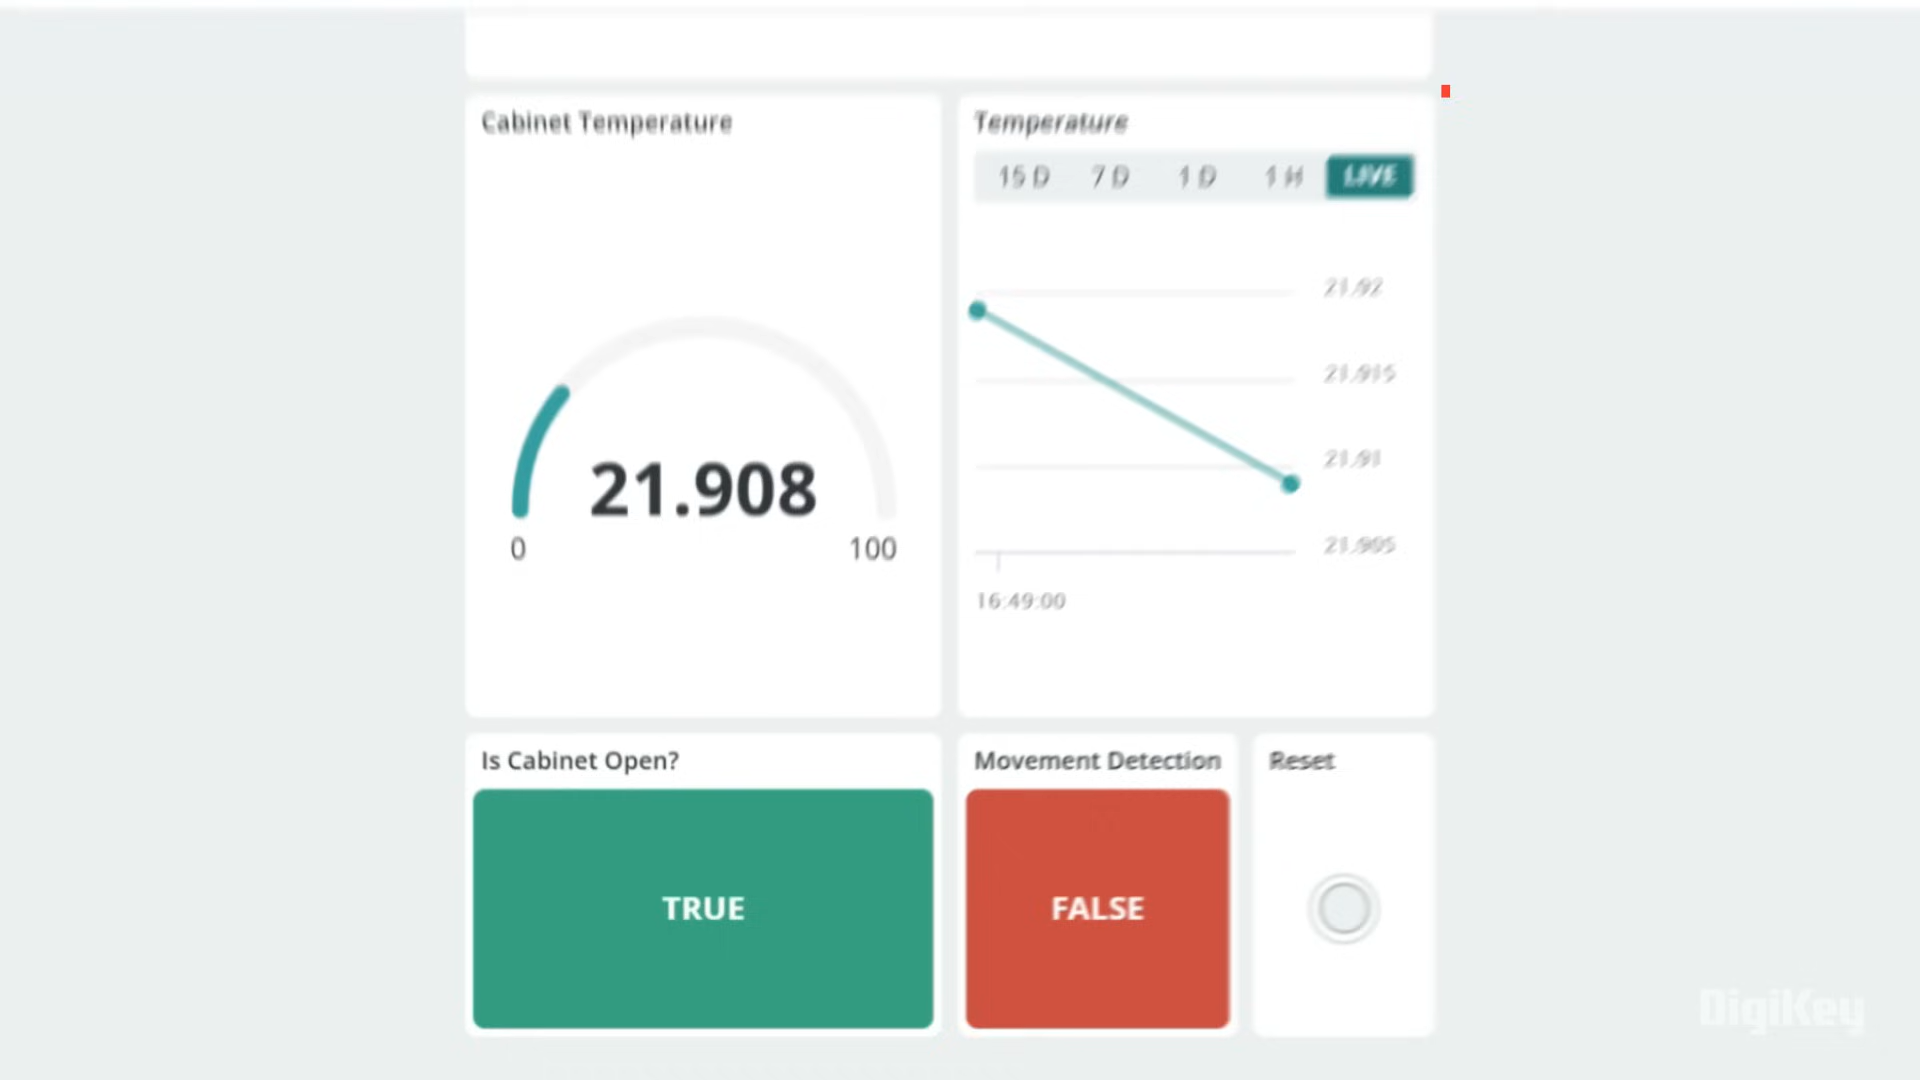 Cabinet Temperature
21.908
0
100
Temperature
15 D 7 D 1 D 1 H LIVE
21.92
21.915
21.91
21.905
16:49:00
Is Cabinet Open?
TRUE
Movement Detection
FALSE
Reset
DigiKey